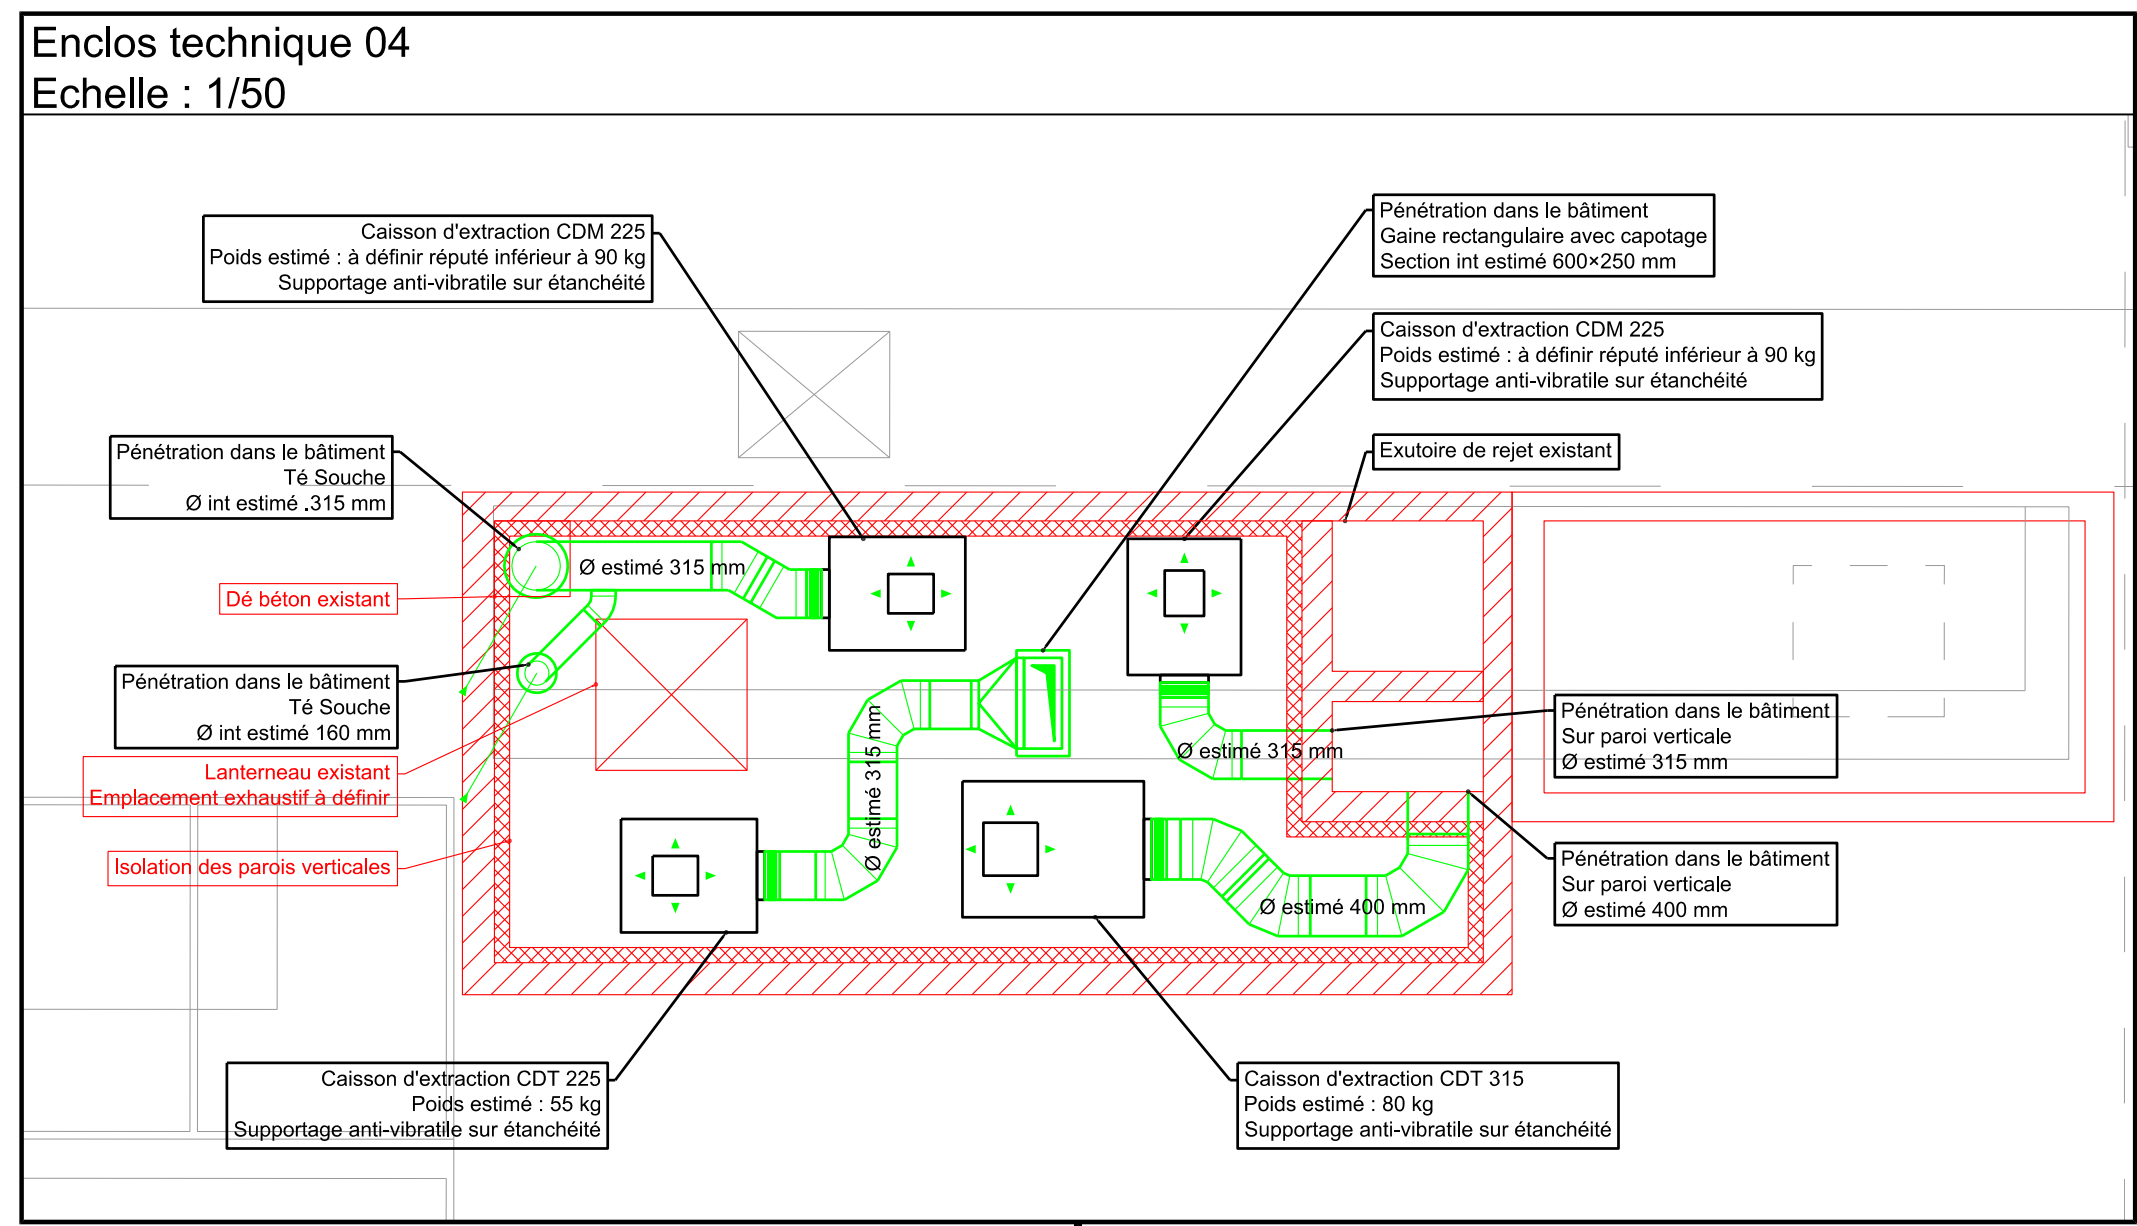 Enclos technique 04
Echelle : 1/50
Caisson d'extraction CDM 225
Poids estimé : à définir réputé inférieur à 90 kg
Supportage anti-vibratile sur étanchéité
Pénétration dans le bâtiment
Gaine rectangulaire avec capotage
Section int estimé 600×250 mm
Caisson d'extraction CDM 225
Poids estimé : à définir réputé inférieur à 90 kg
Supportage anti-vibratile sur étanchéité
Exutoire de rejet existant
Pénétration dans le bâtiment
Té Souche
Ø int estimé .315 mm
Ø estimé 315 mm
Dé béton existant
Pénétration dans le bâtiment
Té Souche
Ø int estimé 160 mm
Lanterneau existant
Emplacement exhaustif à définir
Isolation des parois verticales
Ø estimé 315 mm
Ø estimé 315 mm
Pénétration dans le bâtiment
Sur paroi verticale
Ø estimé 315 mm
Ø estimé 400 mm
Pénétration dans le bâtiment
Sur paroi verticale
Ø estimé 400 mm
Caisson d'extraction CDT 225
Poids estimé : 55 kg
Supportage anti-vibratile sur étanchéité
Caisson d'extraction CDT 315
Poids estimé : 80 kg
Supportage anti-vibratile sur étanchéité